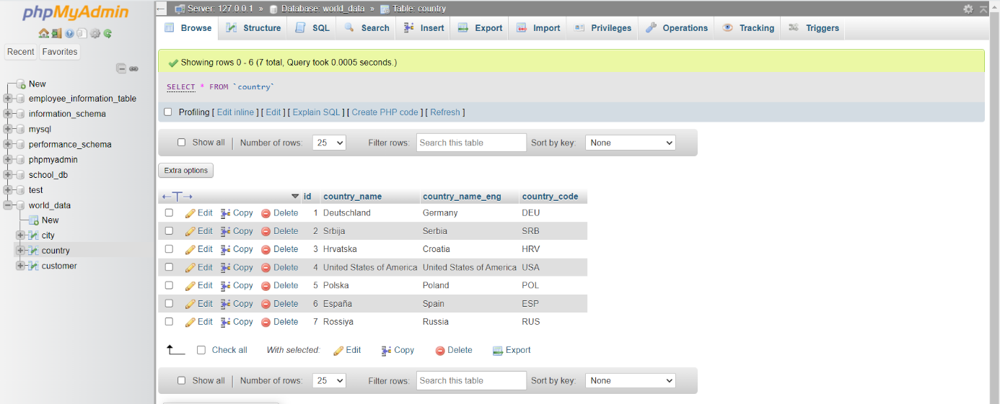 phpMyAdmin
Recent Favorites
New
employee_information_table
information_schema
mysql
performance_schema
phpmyadmin
school_db
test
world_data
New
city
country
customer
Server: 127.0.0.1 » Database: world_data » Table: country
Browse Structure SQL Search Insert Export Import Privileges Operations Tracking Triggers
Showing rows 0 - 6 (7 total, Query took 0.0005 seconds.)
SELECT * FROM `country`
Profiling [ Edit inline ] [ Edit ] [ Explain SQL ] [ Create PHP code ] [ Refresh ]
Show all | Number of rows: 25 Filter rows: Search this table Sort by key: None
Extra options
←T→ id country_name country_name_eng country_code
Edit Copy Delete 1 Deutschland Germany DEU
Edit Copy Delete 2 Srbija Serbia SRB
Edit Copy Delete 3 Hrvatska Croatia HRV
Edit Copy Delete 4 United States of America United States of America USA
Edit Copy Delete 5 Polska Poland POL
Edit Copy Delete 6 España Spain ESP
Edit Copy Delete 7 Rossiya Russia RUS
Check all With selected: Edit Copy Delete Export
Show all | Number of rows: 25 Filter rows: Search this table Sort by key: None